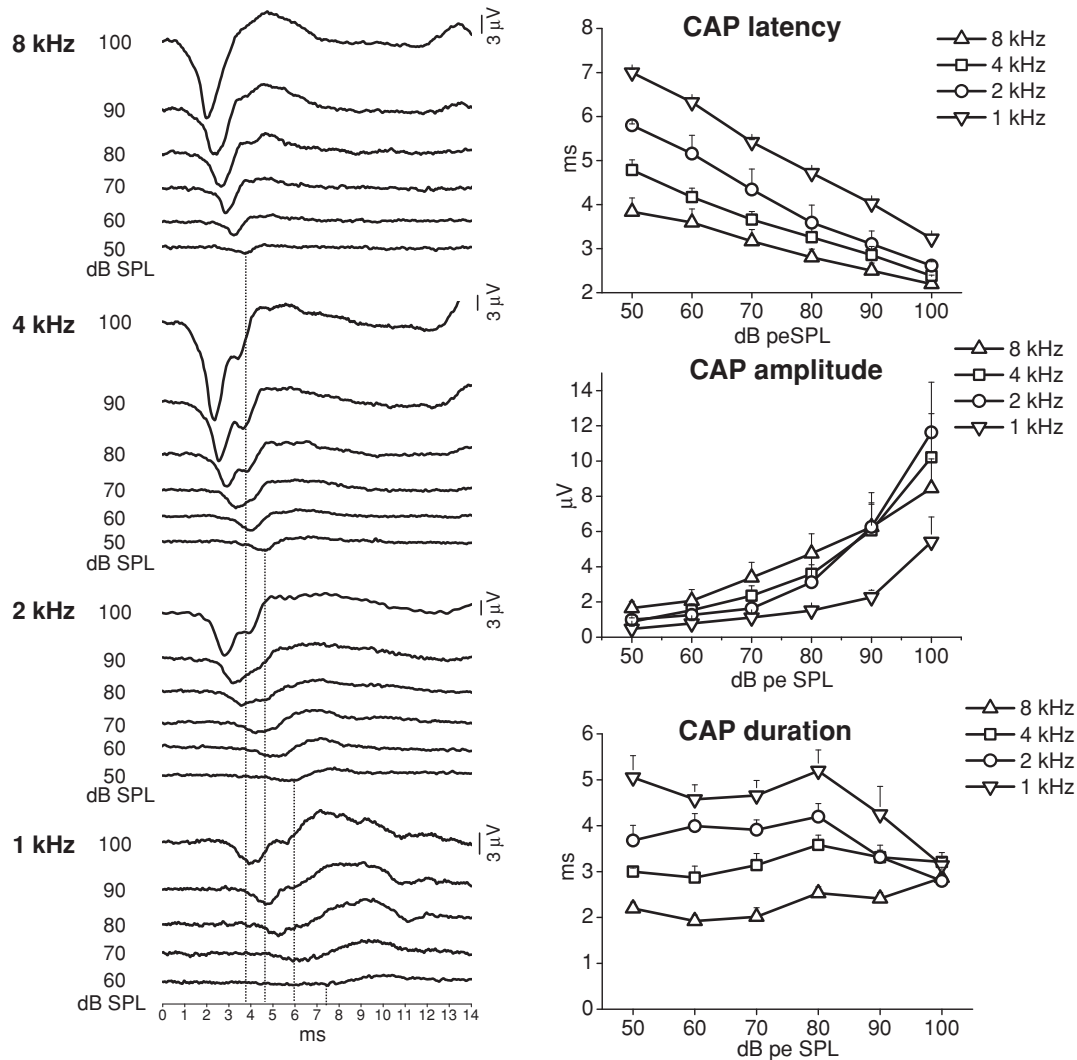 8 kHz
100
90
80
70
60
50
dB SPL
3 µV
4 kHz
100
90
80
70
60
50
dB SPL
3 µV
2 kHz
100
90
80
70
60
50
dB SPL
3 µV
1 kHz
100
90
80
70
60
dB SPL
3 µV
0 1 2 3 4 5 6 7 8 9 10 11 12 13 14
ms
CAP latency
8 kHz
4 kHz
2 kHz
1 kHz
8
7
6
5
4
3
2
ms
50 60 70 80 90 100
dB peSPL
CAP amplitude
8 kHz
4 kHz
2 kHz
1 kHz
14
12
10
8
6
4
2
0
µV
50 60 70 80 90 100
dB pe SPL
CAP duration
8 kHz
4 kHz
2 kHz
1 kHz
6
5
4
3
2
1
0
ms
50 60 70 80 90 100
dB pe SPL